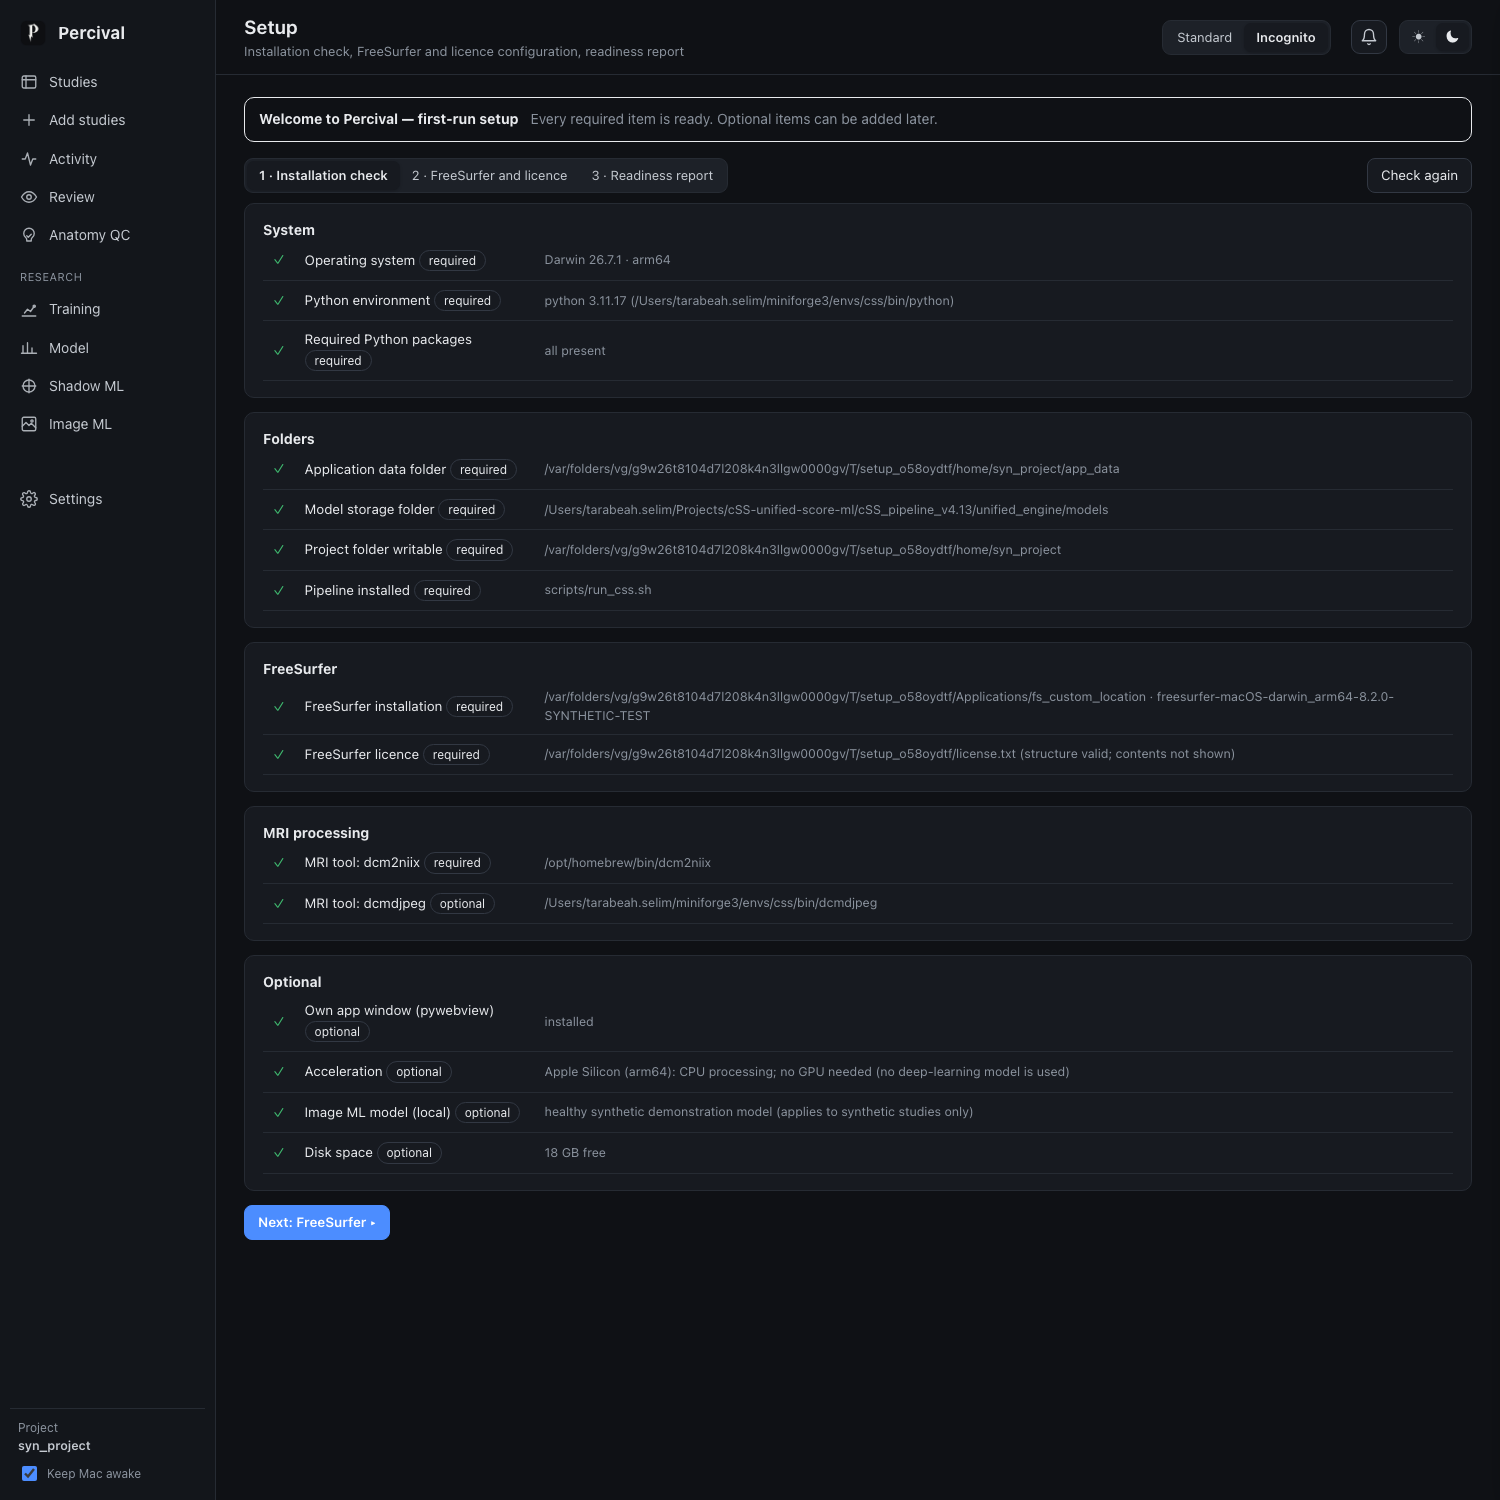 Percival
Studies
Add studies
Activity
Review
Anatomy QC
RESEARCH
Training
Model
Shadow ML
Image ML
Settings
Project
syn_project
Keep Mac awake
Setup
Installation check, FreeSurfer and licence configuration, readiness report
Standard Incognito
Welcome to Percival — first-run setup Every required item is ready. Optional items can be added later.
1 · Installation check 2 · FreeSurfer and licence 3 · Readiness report Check again
System
Operating system required Darwin 26.7.1 · arm64
Python environment required python 3.11.17 (/Users/tarabeah.selim/miniforge3/envs/css/bin/python)
Required Python packages
required all present
Folders
Application data folder required /var/folders/vg/g9w26t8104d7l208k4n3llgw0000gv/T/setup_o58oydtf/home/syn_project/app_data
Model storage folder required /Users/tarabeah.selim/Projects/cSS-unified-score-ml/cSS_pipeline_v4.13/unified_engine/models
Project folder writable required /var/folders/vg/g9w26t8104d7l208k4n3llgw0000gv/T/setup_o58oydtf/home/syn_project
Pipeline installed required scripts/run_css.sh
FreeSurfer
FreeSurfer installation required /var/folders/vg/g9w26t8104d7l208k4n3llgw0000gv/T/setup_o58oydtf/Applications/fs_custom_location · freesurfer-macOS-darwin_arm64-8.2.0-
SYNTHETIC-TEST
FreeSurfer licence required /var/folders/vg/g9w26t8104d7l208k4n3llgw0000gv/T/setup_o58oydtf/license.txt (structure valid; contents not shown)
MRI processing
MRI tool: dcm2niix required /opt/homebrew/bin/dcm2niix
MRI tool: dcmdjpeg optional /Users/tarabeah.selim/miniforge3/envs/css/bin/dcmdjpeg
Optional
Own app window (pywebview)
optional installed
Acceleration optional Apple Silicon (arm64): CPU processing; no GPU needed (no deep-learning model is used)
Image ML model (local) optional healthy synthetic demonstration model (applies to synthetic studies only)
Disk space optional 18 GB free
Next: FreeSurfer ▸